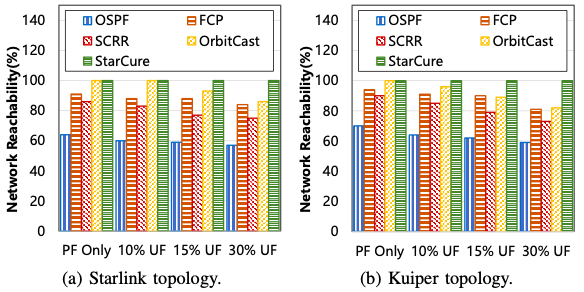 OSPF FCP
SCRR OrbitCast
StarCure
Network Reachability(%)
140
120
100
80
60
40
20
0
PF Only 10% UF 15% UF 30% UF
(a) Starlink topology.
OSPF FCP
SCRR OrbitCast
StarCure
Network Reachability(%)
140
120
100
80
60
40
20
0
PF Only 10% UF 15% UF 30% UF
(b) Kuiper topology.